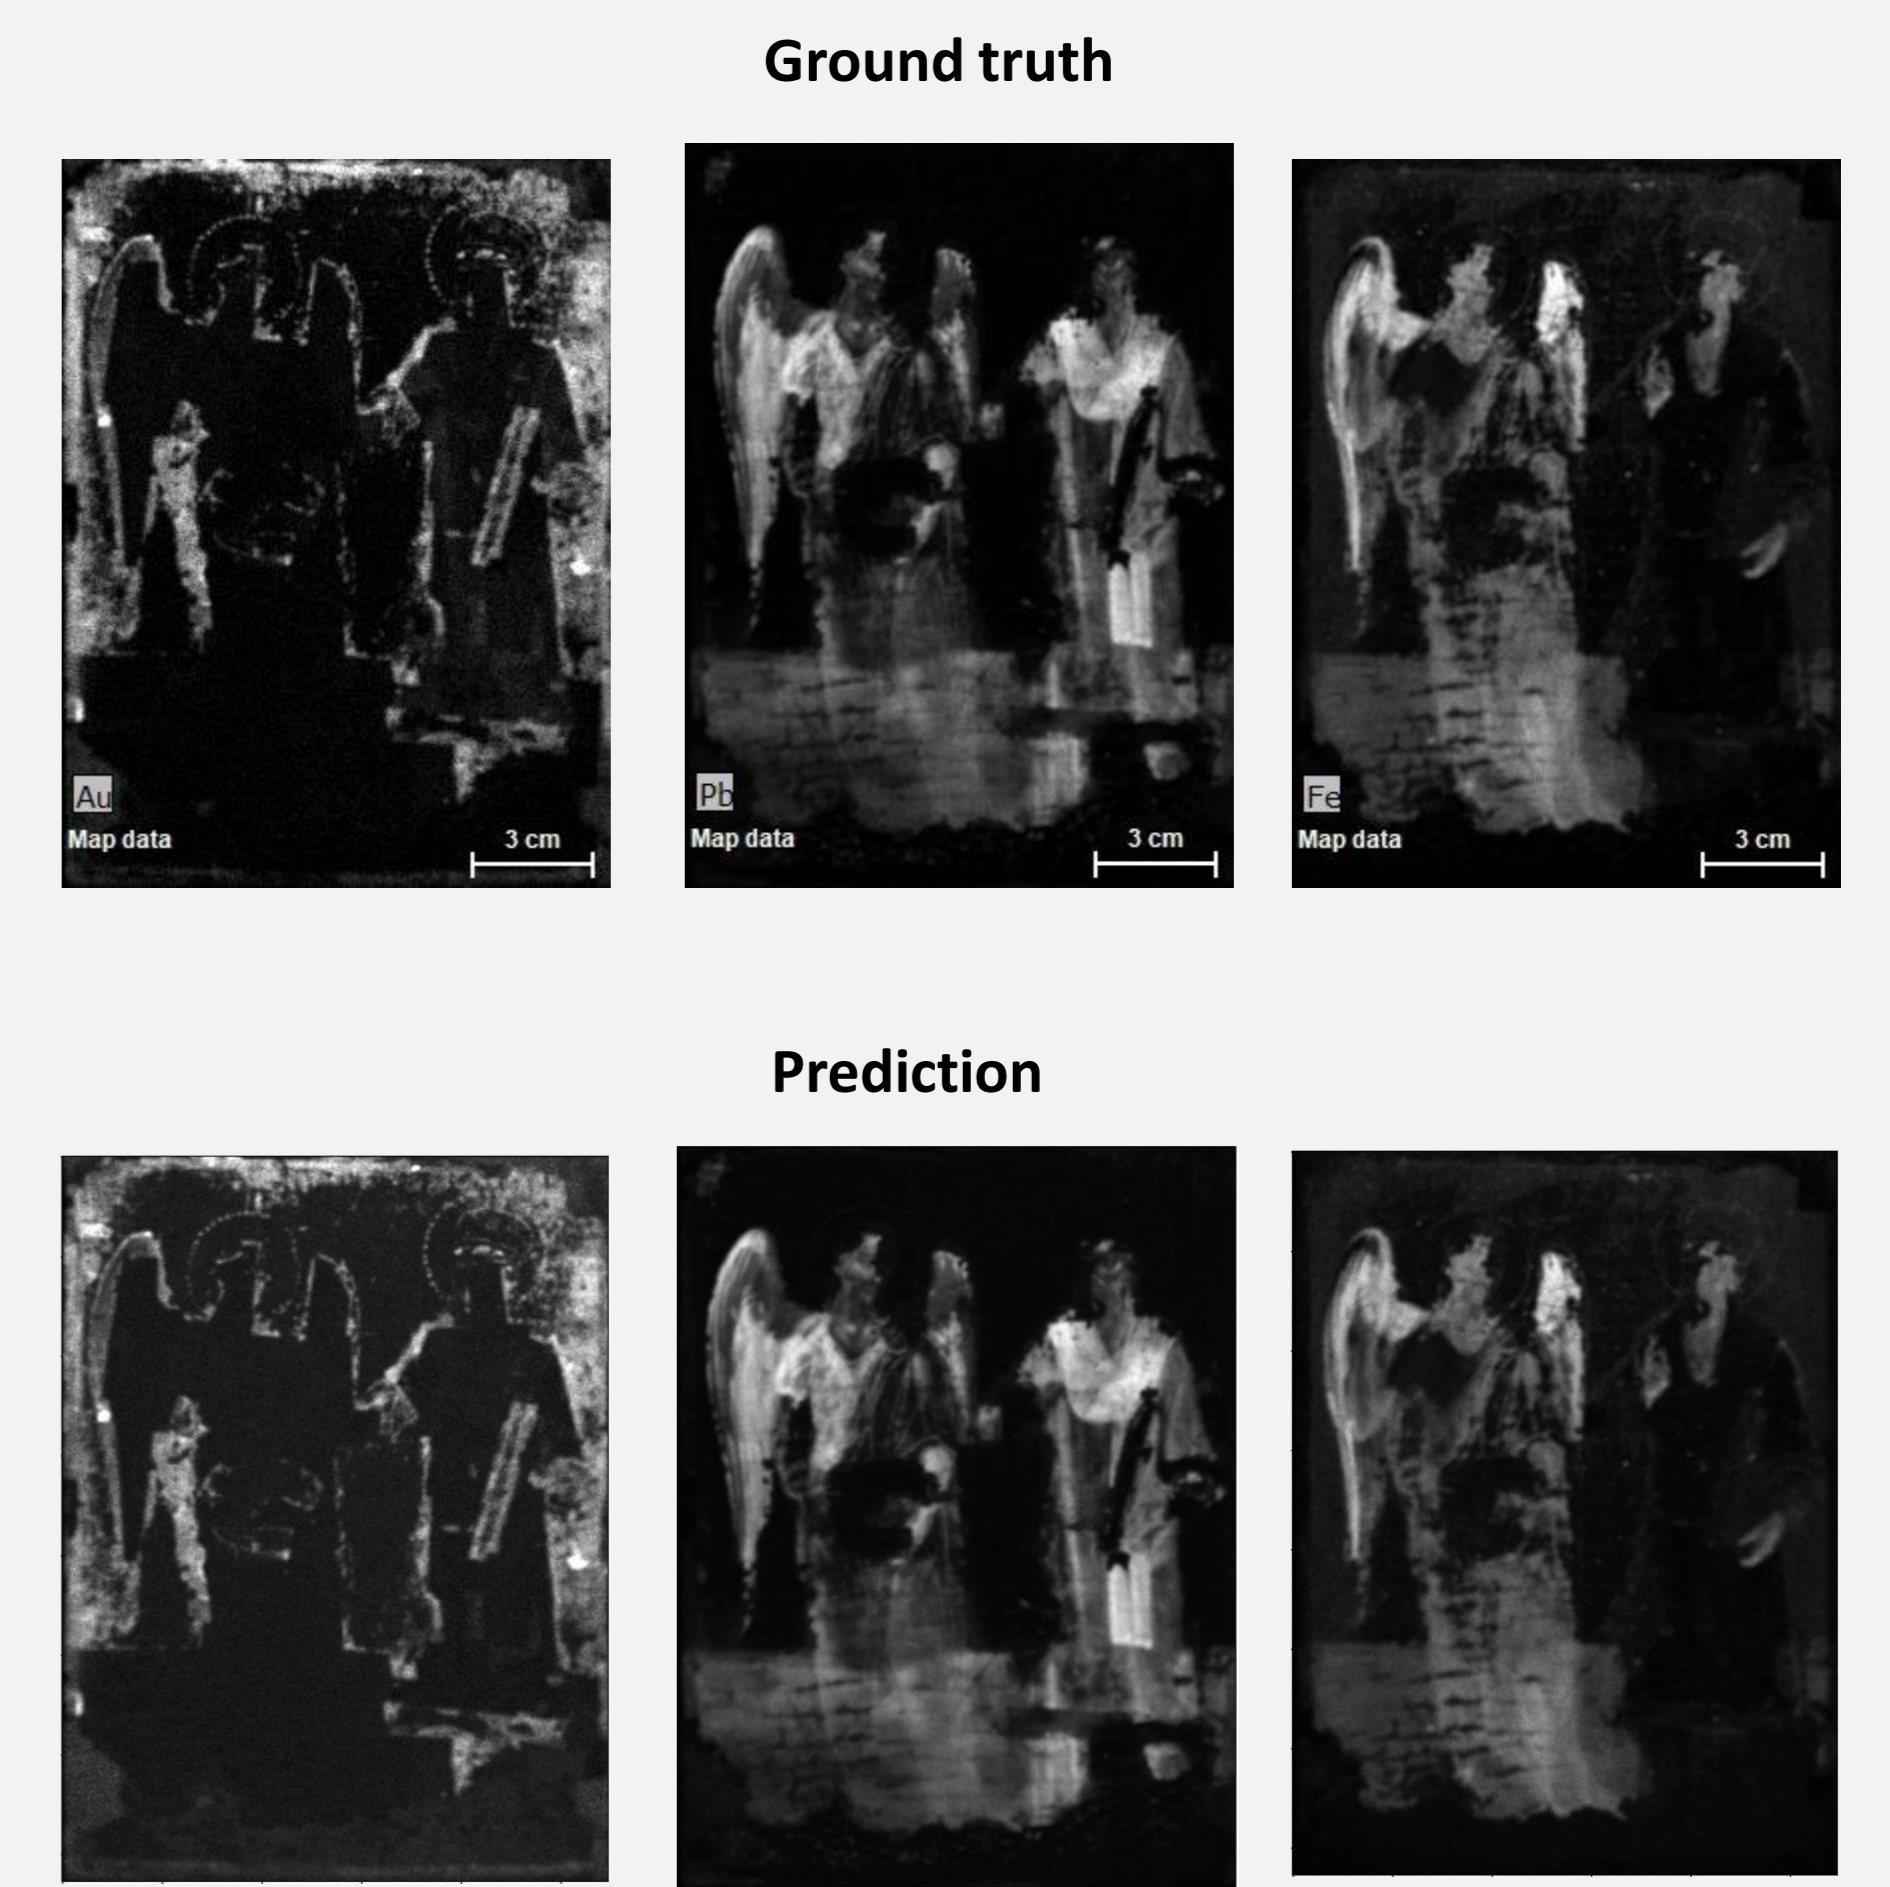 Ground truth
Au
Map data
3 cm
Pb
Map data
3 cm
Fe
Map data
3 cm
Prediction